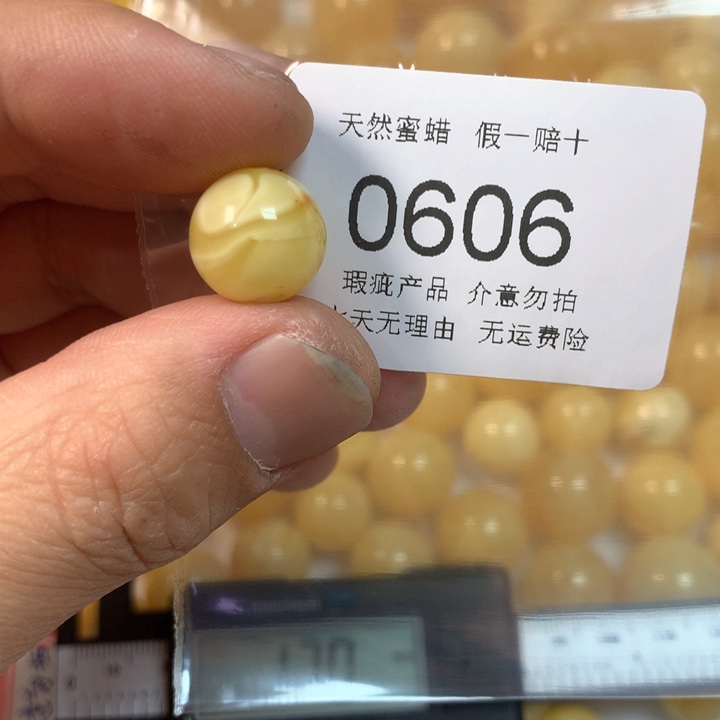 天然蜜蜡 假一赔十
0606
瑕疵产品 介意勿拍
七天无理由 无运费险